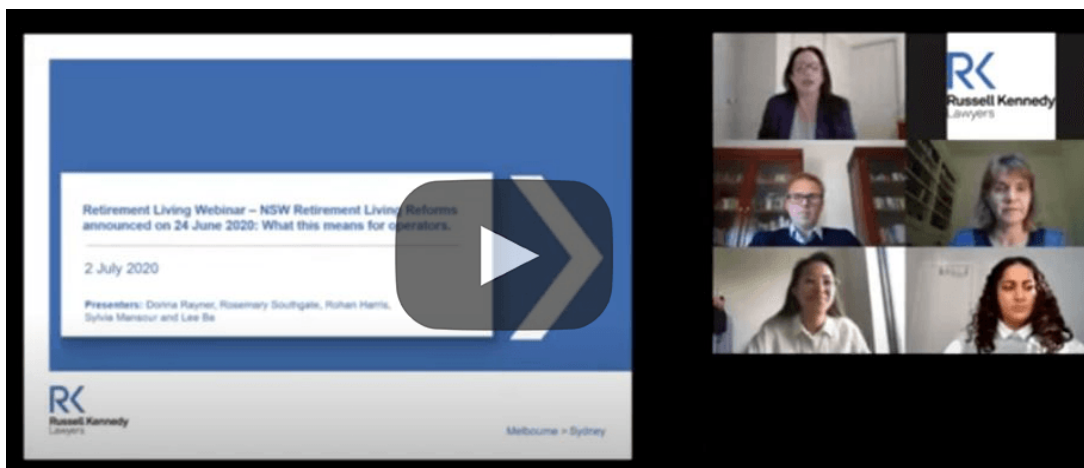 Retirement Living Webinar – NSW Retirement Living Reforms
announced on 24 June 2020: What this means for operators.
2 July 2020
Presenters: Donna Rayner, Rosemary Southgate, Rohan Harris,
Sylvia Mansour and Lee Ba
RK
Russell Kennedy
Lawyers
Melbourne > Sydney
RK
Russell Kennedy
Lawyers